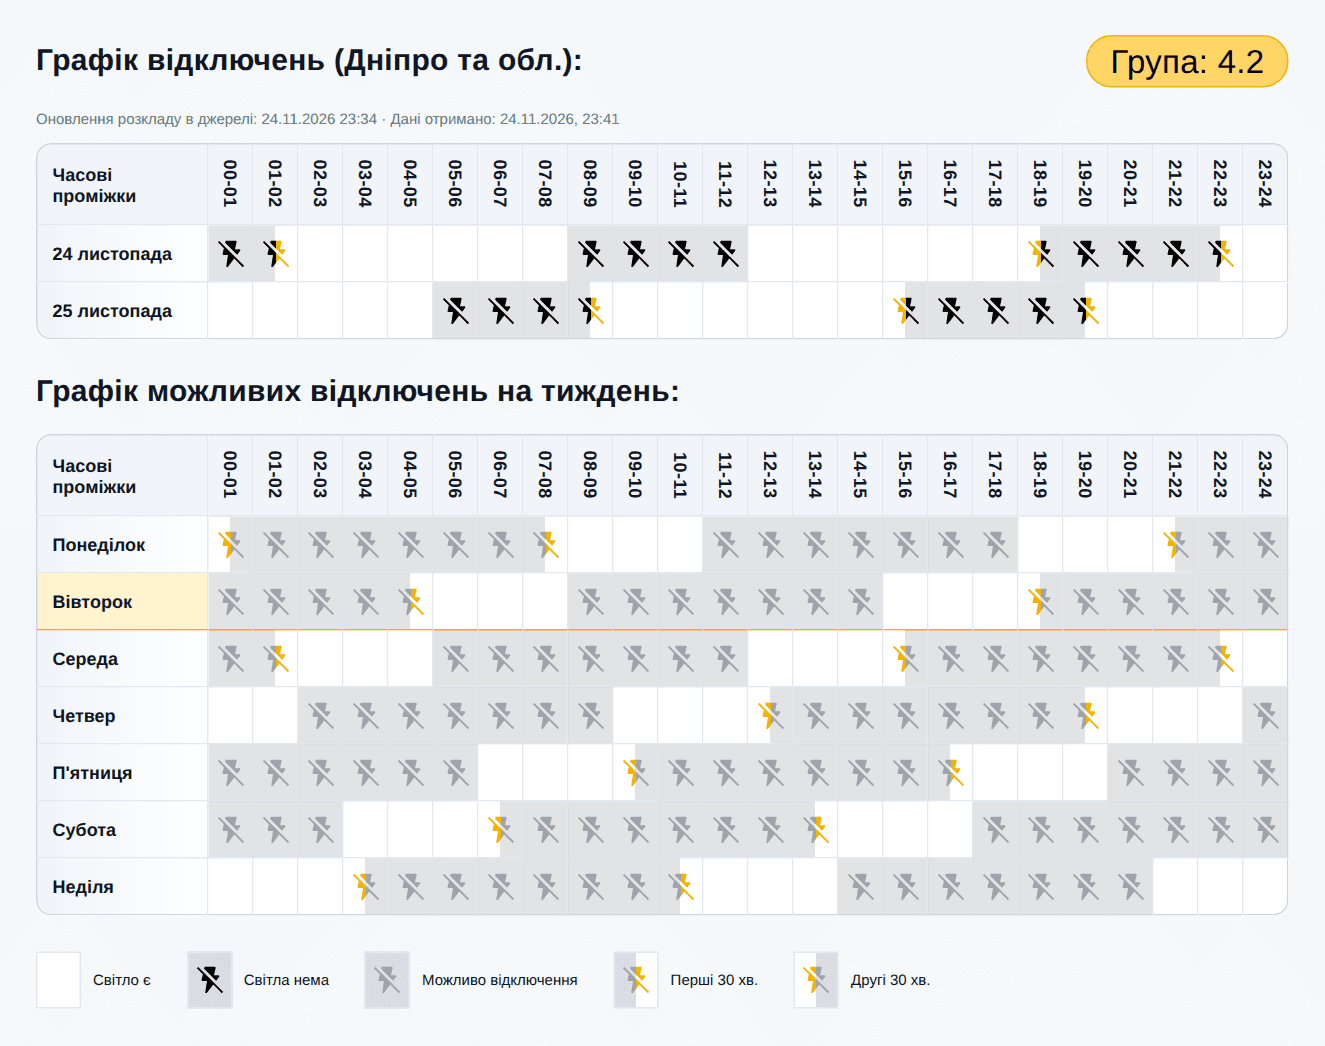 Графік відключень (Дніпро та обл.):
Група: 4.2
Оновлення розкладу в джерелі: 24.11.2026 23:34 · Дані отримано: 24.11.2026, 23:41
Часові
проміжки
00-01 01-02 02-03 03-04 04-05 05-06 06-07 07-08 08-09 09-10 10-11 11-12 12-13 13-14 14-15 15-16 16-17 17-18 18-19 19-20 20-21 21-22 22-23 23-24
24 листопада
25 листопада
Графік можливих відключень на тиждень:
Часові
проміжки
00-01 01-02 02-03 03-04 04-05 05-06 06-07 07-08 08-09 09-10 10-11 11-12 12-13 13-14 14-15 15-16 16-17 17-18 18-19 19-20 20-21 21-22 22-23 23-24
Понеділок
Вівторок
Середа
Четвер
П'ятниця
Субота
Неділя
Світло є Світла нема Можливо відключення Перші 30 хв. Другі 30 хв.